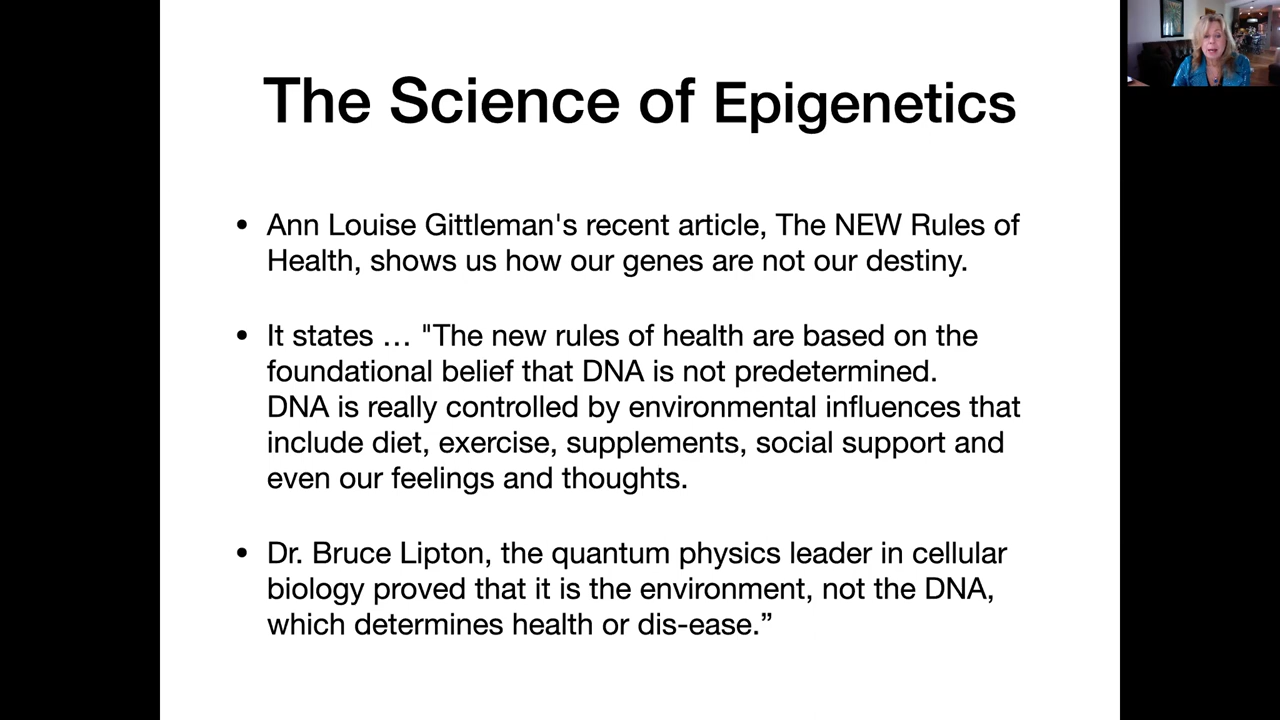 The Science of Epigenetics
• Ann Louise Gittleman's recent article, The NEW Rules of
Health, shows us how our genes are not our destiny.
• It states … "The new rules of health are based on the
foundational belief that DNA is not predetermined.
DNA is really controlled by environmental influences that
include diet, exercise, supplements, social support and
even our feelings and thoughts.
• Dr. Bruce Lipton, the quantum physics leader in cellular
biology proved that it is the environment, not the DNA,
which determines health or dis-ease.”